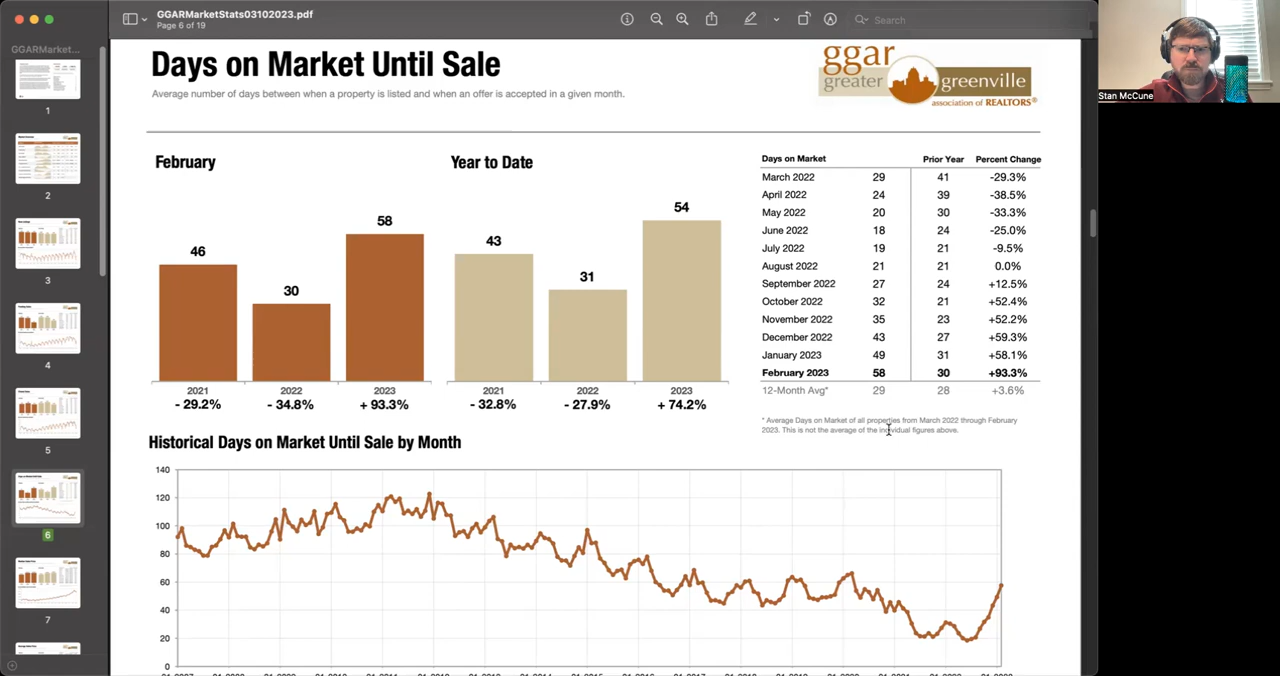 GGARMarketStats03102023.pdf
Page 6 of 19
Search
GGARMarket...
1
2
3
4
5
6
7
Stan McCune
Days on Market Until Sale
Average number of days between when a property is listed and when an offer is accepted in a given month.
ggar
greater greenville
association of REALTORS®
February
46
30
58
2021 2022 2023
- 29.2% - 34.8% + 93.3%
Year to Date
43
31
54
2021 2022 2023
- 32.8% - 27.9% + 74.2%
Days on Market Prior Year Percent Change
March 2022 29 41 -29.3%
April 2022 24 39 -38.5%
May 2022 20 30 -33.3%
June 2022 18 24 -25.0%
July 2022 19 21 -9.5%
August 2022 21 21 0.0%
September 2022 27 24 +12.5%
October 2022 32 21 +52.4%
November 2022 35 23 +52.2%
December 2022 43 27 +59.3%
January 2023 49 31 +58.1%
February 2023 58 30 +93.3%
12-Month Avg* 29 28 +3.6%
* Average Days on Market of all properties from March 2022 through February
2023. This is not the average of the individual figures above.
Historical Days on Market Until Sale by Month
140
120
100
80
60
40
20
0